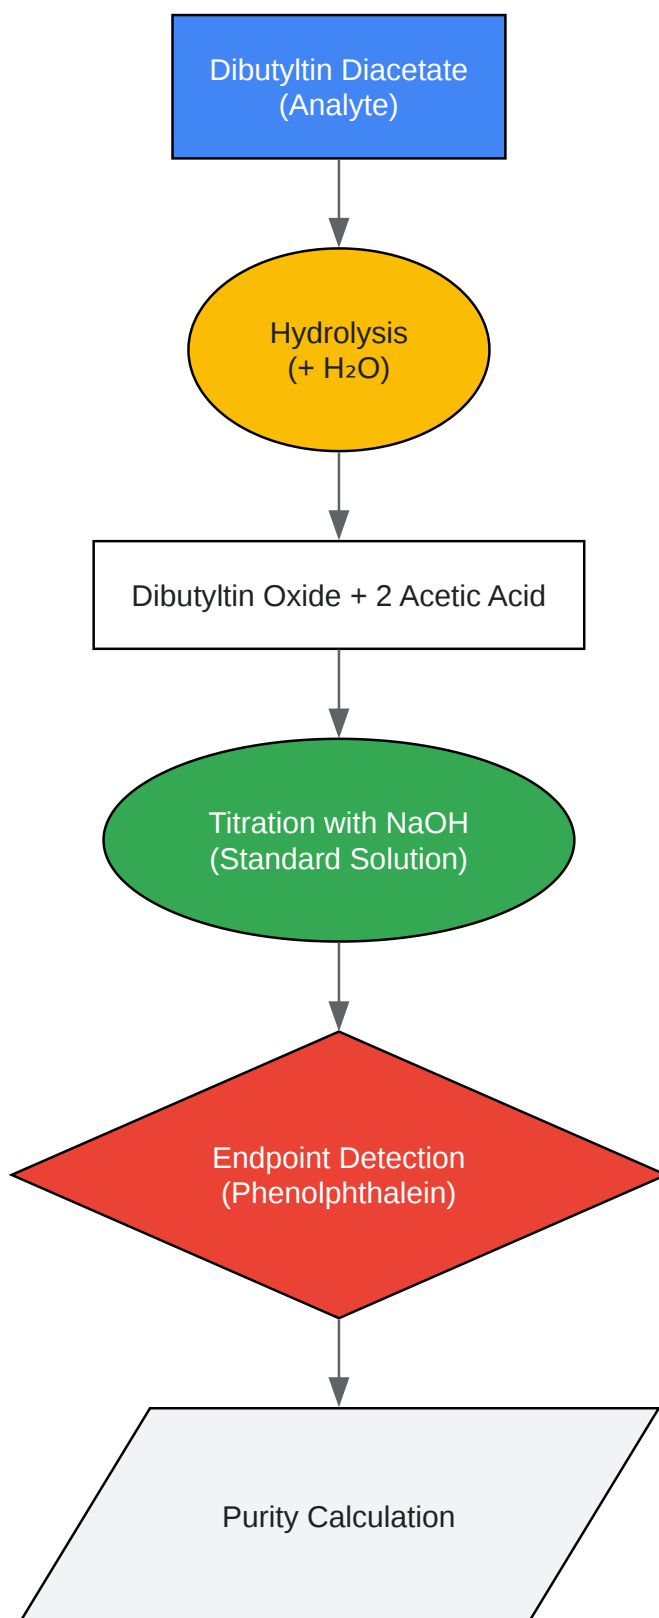 Dibutyltin Diacetate
(Analyte)
Hydrolysis
(+ H₂O)
Dibutyltin Oxide + 2 Acetic Acid
Titration with NaOH
(Standard Solution)
Endpoint Detection
(Phenolphthalein)
Purity Calculation